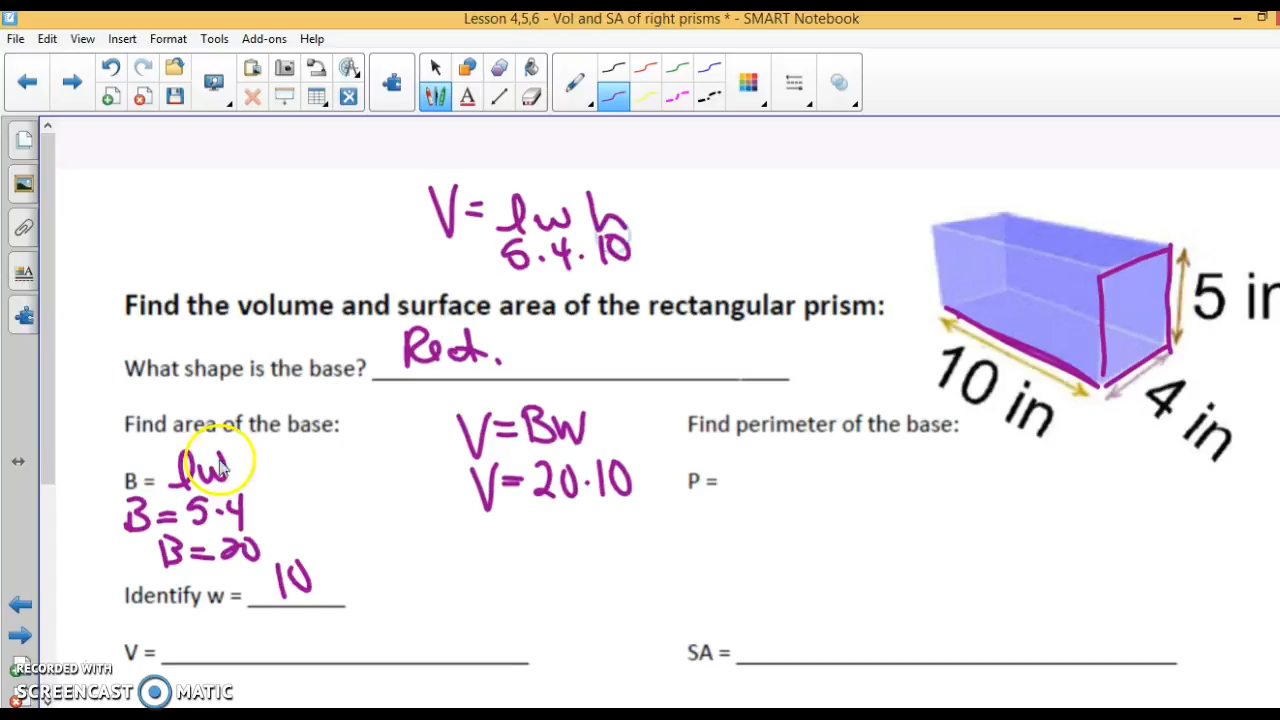 Lesson 4,5,6 - Vol and SA of right prisms * - SMART Notebook
File Edit View Insert Format Tools Add-ons Help
V = l w h
5 · 4 · 10
Find the volume and surface area of the rectangular prism:
5 in
10 in
4 in
What shape is the base? Rect.
Find area of the base:
V = BW
Find perimeter of the base:
B = lw
V = 20 · 10
P =
B = 5 · 4
B = 20
Identify w = 10
V =
SA =
RECORDED WITH
SCREENCAST MATIC